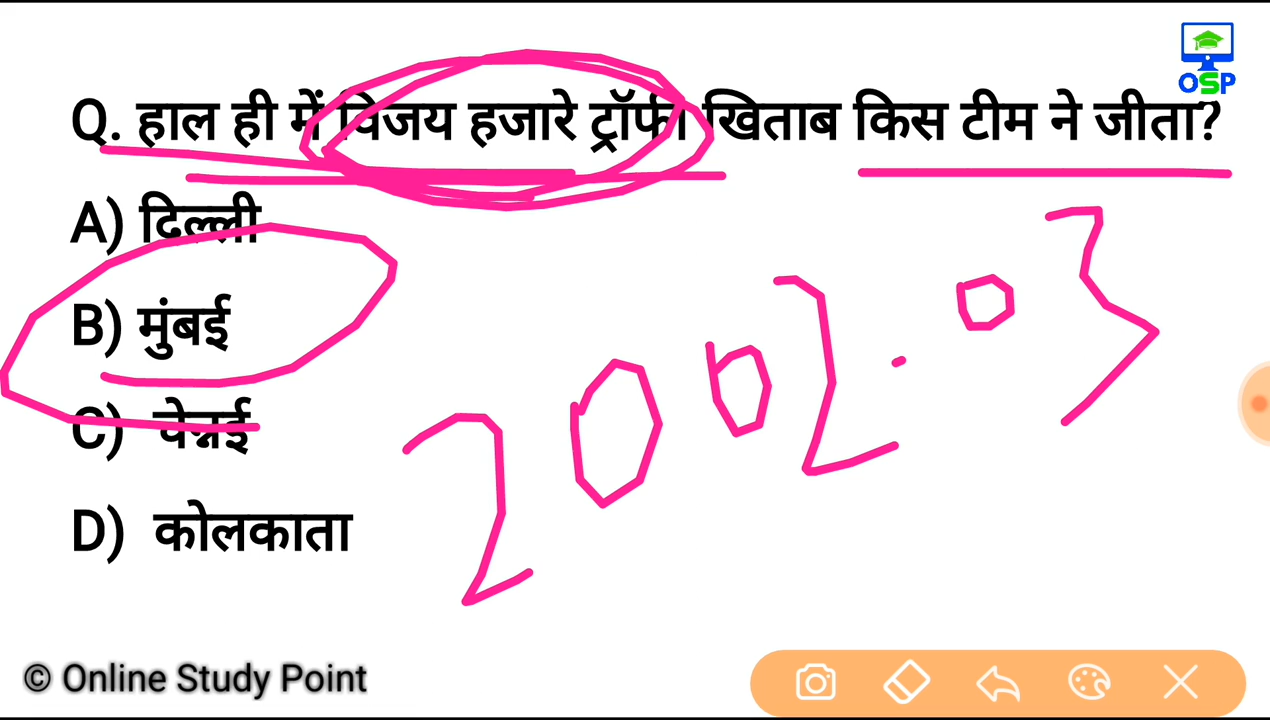 OSP
Q. हाल ही में विजय हजारे ट्रॉफी खिताब किस टीम ने जीता?
A) दिल्ली
B) मुंबई
C) चेन्नई
D) कोलकाता
2002.03
© Online Study Point